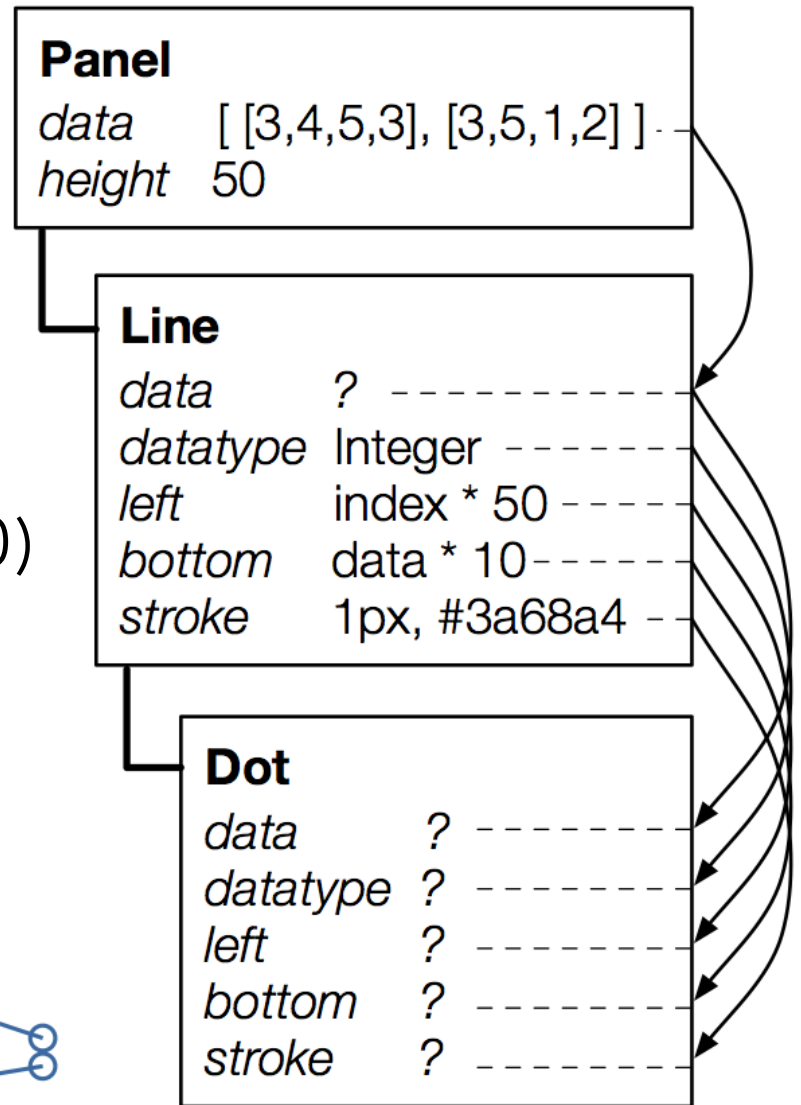 Panel
data [ [3,4,5,3], [3,5,1,2] ]
height 50
Line
data ?
datatype Integer
left index * 50
0)
bottom data * 10
stroke 1px, #3a68a4
Dot
data ?
datatype ?
left ?
bottom ?
stroke ?